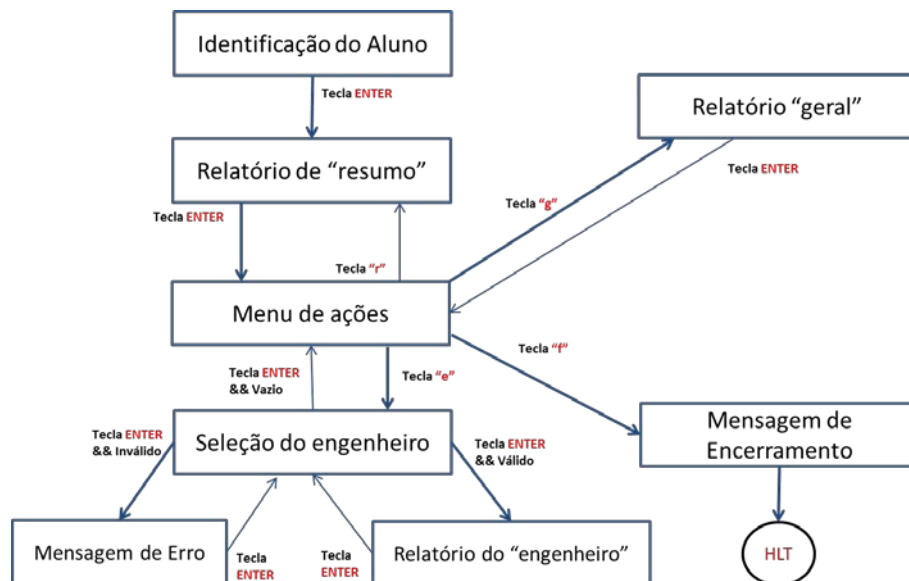 Identificação do Aluno
Tecla ENTER
Relatório "geral"
Relatório de "resumo"
Tecla ENTER
Tecla ENTER
Tecla "g"
Tecla "r"
Menu de ações
Tecla "f"
Tecla ENTER
&& Vazio
Tecla "e"
Mensagem de
Encerramento
Tecla ENTER
&& Inválido
Seleção do engenheiro
Tecla ENTER
&& Válido
Mensagem de Erro
Tecla
ENTER
Tecla
ENTER
Relatório do "engenheiro"
HLT